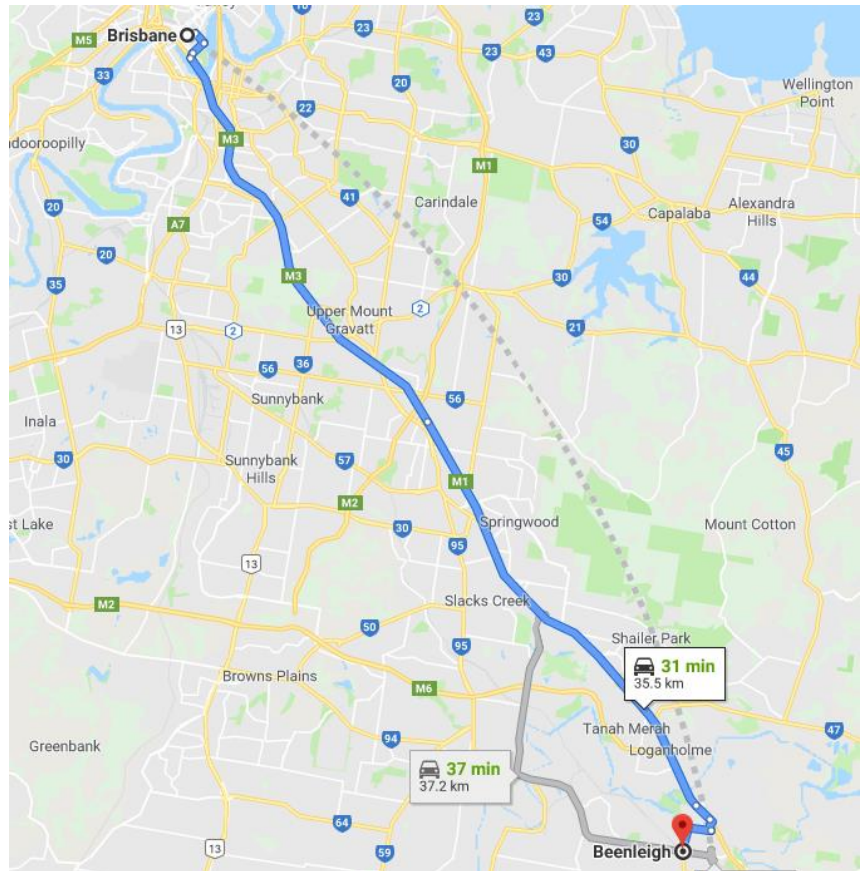 Brisbane
M5
33
10
23
23
43
20
Wellington
Point
22
30
M3
M1
ndooroopilly
20
41
Carindale
54
Capalaba
Alexandra
Hills
A7
20
M3
30
44
35
Upper Mount
Gravatt
2
21
13
2
36
56
Sunnybank
56
Inala
45
30
Sunnybank
Hills
57
M1
M2
Springwood
Mount Cotton
st Lake
30
95
13
Slacks Creek
M2
50
Shailer Park
95
31 min
35.5 km
Browns Plains
M6
Tanah Merah
47
Loganholme
Greenbank
94
37 min
37.2 km
64
13
59
Beenleigh